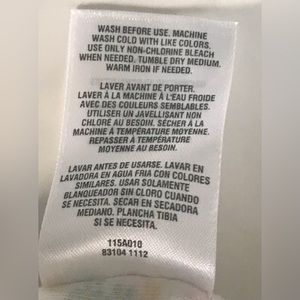 WASH BEFORE USE. MACHINE
WASH COLD WITH LIKE COLORS.
USE ONLY NON-CHLORINE BLEACH
WHEN NEEDED. TUMBLE DRY MEDIUM.
WARM IRON IF NEEDED.
LAVER AVANT DE PORTER.
LAVER À LA MACHINE À L'EAU FROIDE
AVEC DES COULEURS SEMBLABLES.
UTILISER UN JAVELLISANT NON
CHLORÉ AU BESOIN. SÉCHER À LA
MACHINE À TEMPÉRATURE MOYENNE.
REPASSER À TEMPÉRATURE
MOYENNE AU BESOIN.
LAVAR ANTES DE USARSE. LAVAR EN
LAVADORA EN AGUA FRIA CON COLORES
SIMILARES. USAR SOLAMENTE
BLANQUEADOR SIN CLORO CUANDO
SE NECESITA. SÉCAR EN SECADORA
MEDIANO, PLANCHA TIBIA
SI SE NECESITA.
115A010
83104 1112